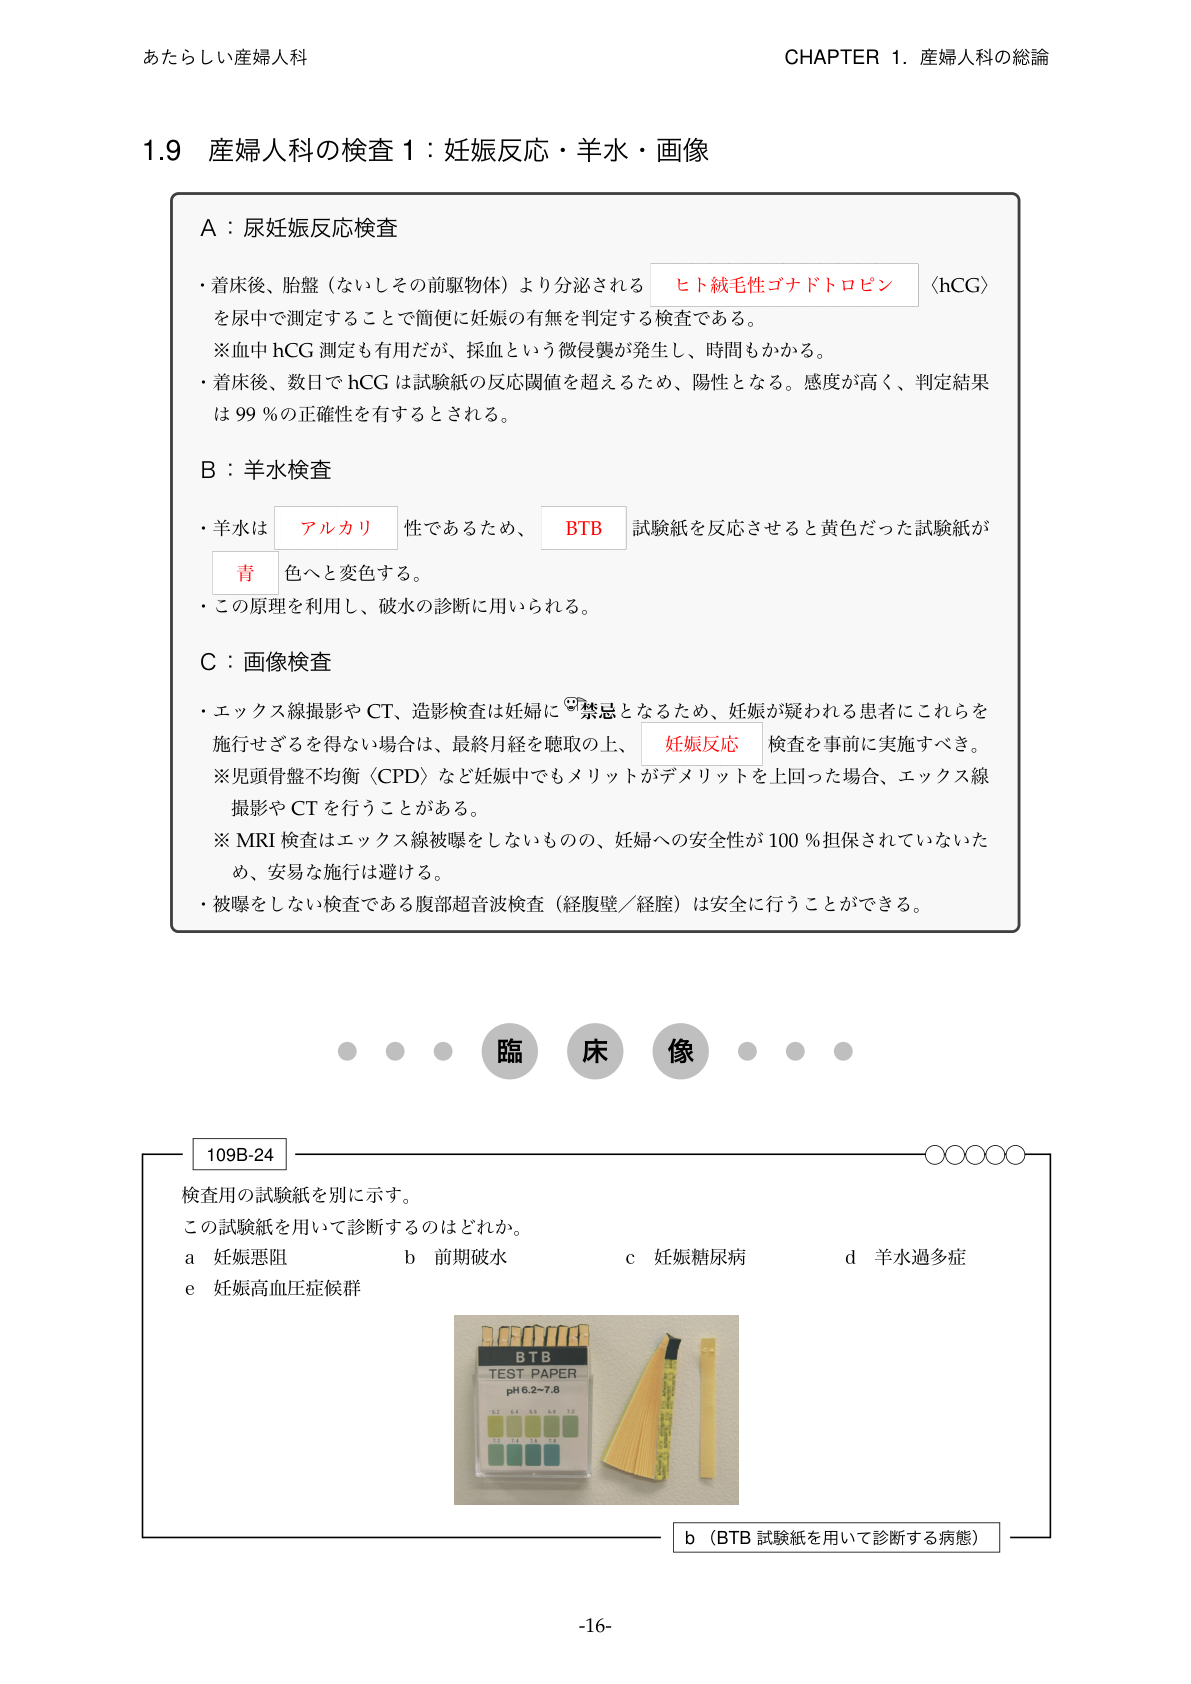 あたらしい産婦人科
CHAPTER 1. 産婦人科の総論
1.9 産婦人科の検査 1：妊娠反応・羊水・画像
A：尿妊娠反応検査
・着床後、胎盤（ないしその前駆物体）より分泌される ヒト絨毛性ゴナドトロピン 〈hCG〉
を尿中で測定することで簡便に妊娠の有無を判定する検査である。
※血中 hCG 測定も有用だが、採血という微侵襲が発生し、時間もかかる。
・着床後、数日で hCG は試験紙の反応閾値を超えるため、陽性となる。感度が高く、判定結果
は 99 %の正確性を有するとされる。
B：羊水検査
・羊水は アルカリ 性であるため、 BTB 試験紙を反応させると黄色だった試験紙が
青 色へと変色する。
・この原理を利用し、破水の診断に用いられる。
C：画像検査
・エックス線撮影や CT、造影検査は妊婦に禁忌となるため、妊娠が疑われる患者にこれらを
施行せざるを得ない場合は、最終月経を聴取の上、 妊娠反応 検査を事前に実施すべき。
※児頭骨盤不均衡〈CPD〉など妊娠中でもメリットがデメリットを上回った場合、エックス線
撮影や CT を行うことがある。
※ MRI 検査はエックス線被曝をしないものの、妊婦への安全性が 100 %担保されていないた
め、安易な施行は避ける。
・被曝をしない検査である腹部超音波検査（経腹壁／経腟）は安全に行うことができる。
臨 床 像
109B-24
検査用の試験紙を別に示す。
この試験紙を用いて診断するのはどれか。
a 妊娠悪阻 b 前期破水 c 妊娠糖尿病 d 羊水過多症
e 妊娠高血圧症候群
BTB
TEST PAPER
pH 6.2~7.8
b （BTB 試験紙を用いて診断する病態）
-16-